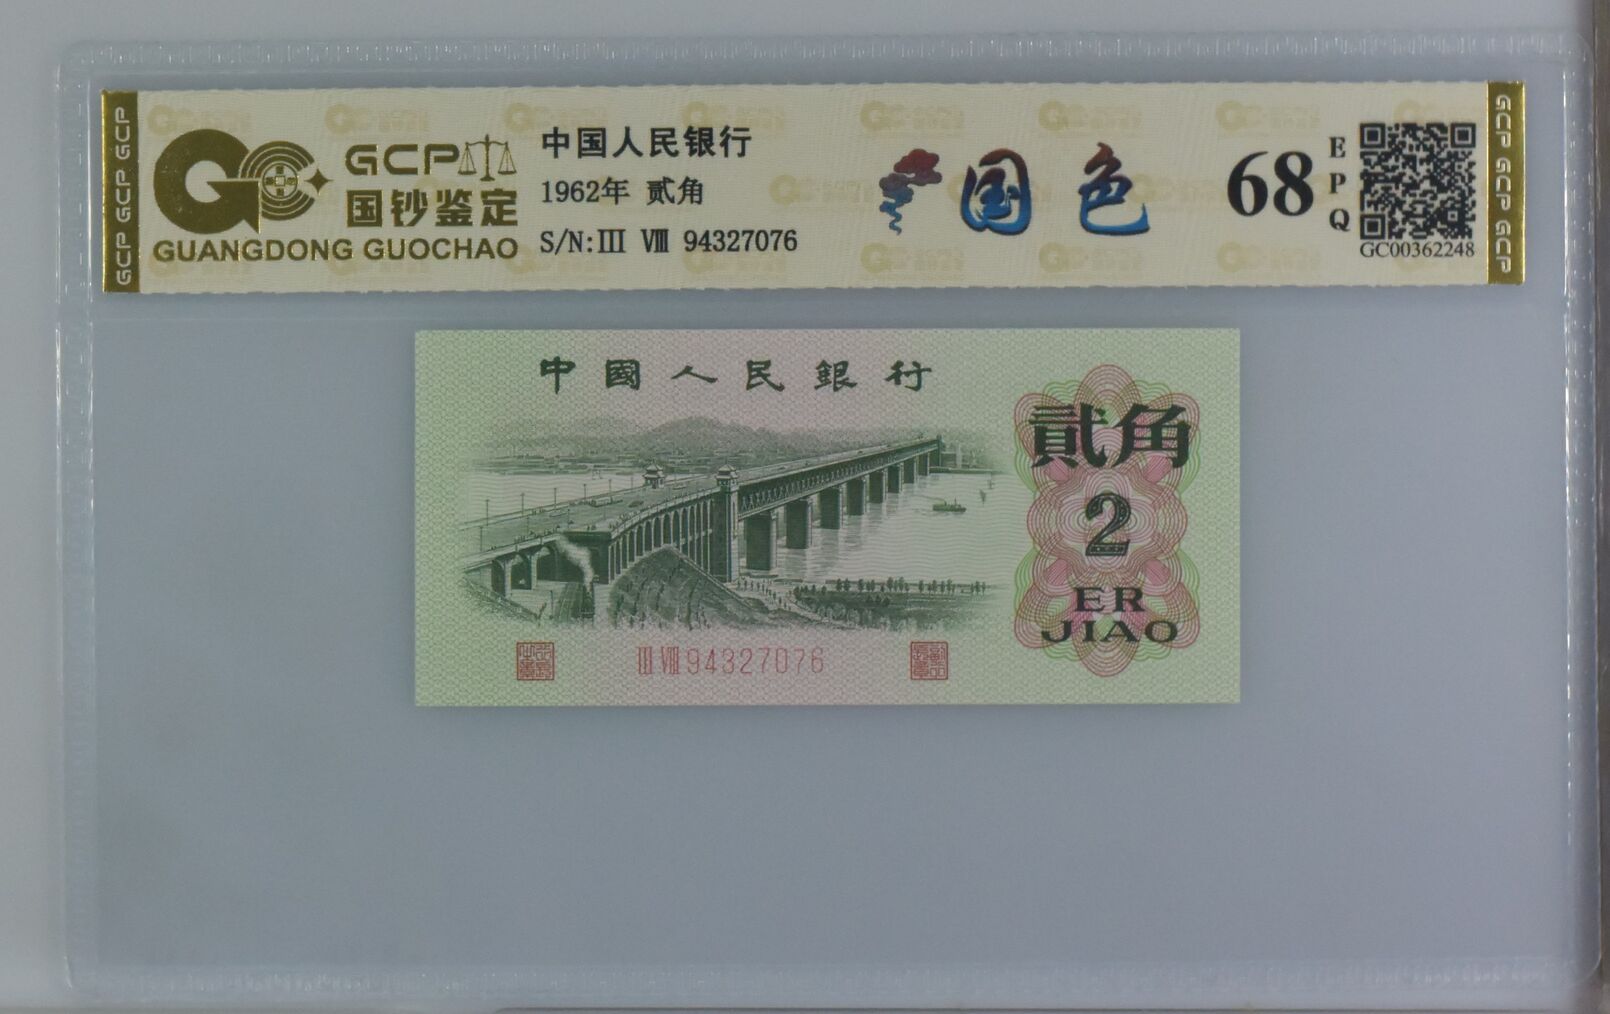 GCP GCP GCP
GCP
国钞鉴定
GUANGDONG GUOCHAO
中国人民银行
1962年 贰角
S/N:III VIII 94327076
国色
68
EPQ
GC00362248
GCP GCP GCP
中國人民銀行
貳角
2
ER
JIAO
III VIII 94327076